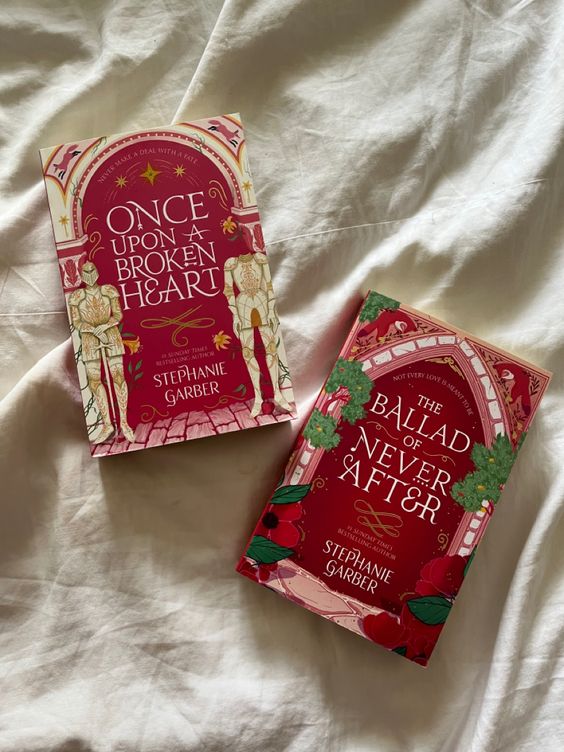 NEVER MAKE A DEAL WITH A FATE
ONCE
UPON A
BROKEN
HEART
#1 SUNDAY TIMES
BESTSELLING AUTHOR
STEPHANIE
GARBER
NOT EVERY LOVE IS MEANT TO BE
THE
BALLAD
OF
NEVER
AFTER
#1 SUNDAY TIMES
BESTSELLING AUTHOR
STEPHANIE
GARBER